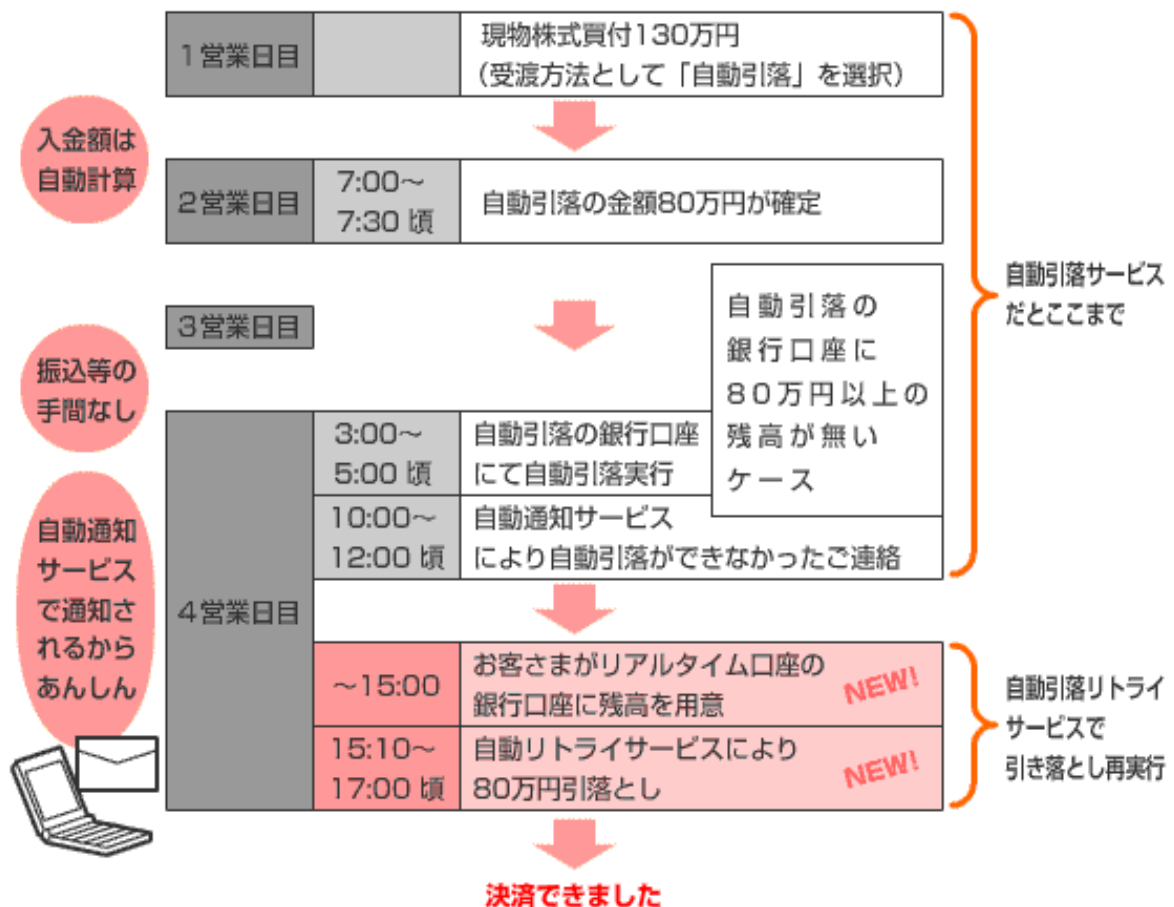 1営業日目
現物株式買付130万円
(受渡方法として「自動引落」を選択)
入金額は
自動計算
2営業日目
7:00～
7:30 頃
自動引落の金額80万円が確定
自動引落サービス
だとここまで
3営業日目
自動引落の
銀行口座に
80万円以上の
残高が無い
ケース
振込等の
手間なし
4営業日目
3:00～
5:00 頃
自動引落の銀行口座
にて自動引落実行
10:00～
12:00 頃
自動通知サービス
により自動引落ができなかったご連絡
自動通知
サービス
で通知さ
れるから
あんしん
～15:00
お客さまがリアルタイム口座の
銀行口座に残高を用意
NEW!
15:10～
17:00 頃
自動リトライサービスにより
80万円引落とし
NEW!
自動引落リトライ
サービスで
引き落とし再実行
決済できました